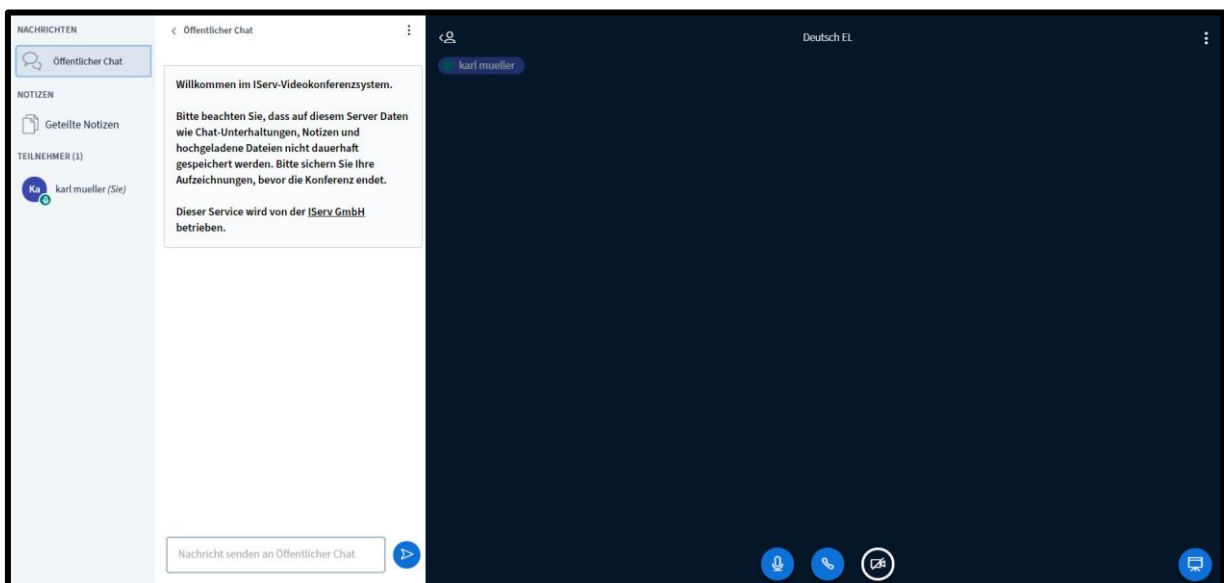 NACHRICHTEN
Öffentlicher Chat
NOTIZEN
Geteilte Notizen
TEILNEHMER (1)
Ka
karl mueller (Sie)
Öffentlicher Chat
Willkommen im IServ-Videokonferenzsystem.
Bitte beachten Sie, dass auf diesem Server Daten
wie Chat-Unterhaltungen, Notizen und
hochgeladene Dateien nicht dauerhaft
gespeichert werden. Bitte sichern Sie Ihre
Aufzeichnungen, bevor die Konferenz endet.
Dieser Service wird von der IServ GmbH
betrieben.
Nachricht senden an Öffentlicher Chat
Deutsch EL
karl mueller